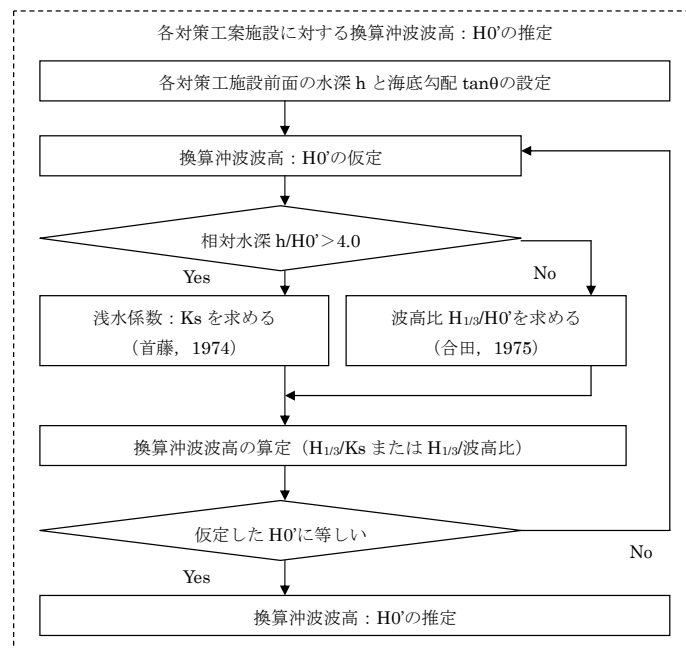 各対策工案施設に対する換算沖波波高：H0'の推定
各対策工施設前面の水深 h と海底勾配 tanθの設定
換算沖波波高：H0'の仮定
相対水深 h/H0'＞4.0
Yes
No
浅水係数：Ks を求める
（首藤，1974）
波高比 H1/3/H0'を求める
（合田，1975）
換算沖波波高の算定（H1/3/Ks または H1/3/波高比）
仮定した H0'に等しい
No
Yes
換算沖波波高：H0'の推定